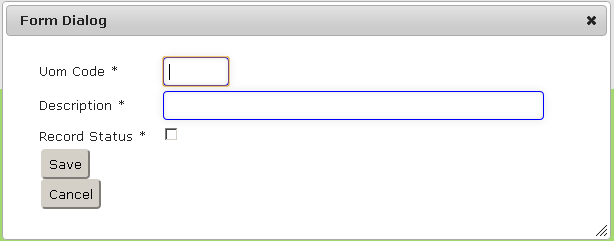 Form Dialog
Uom Code *
Description *
Record Status *
Save
Cancel